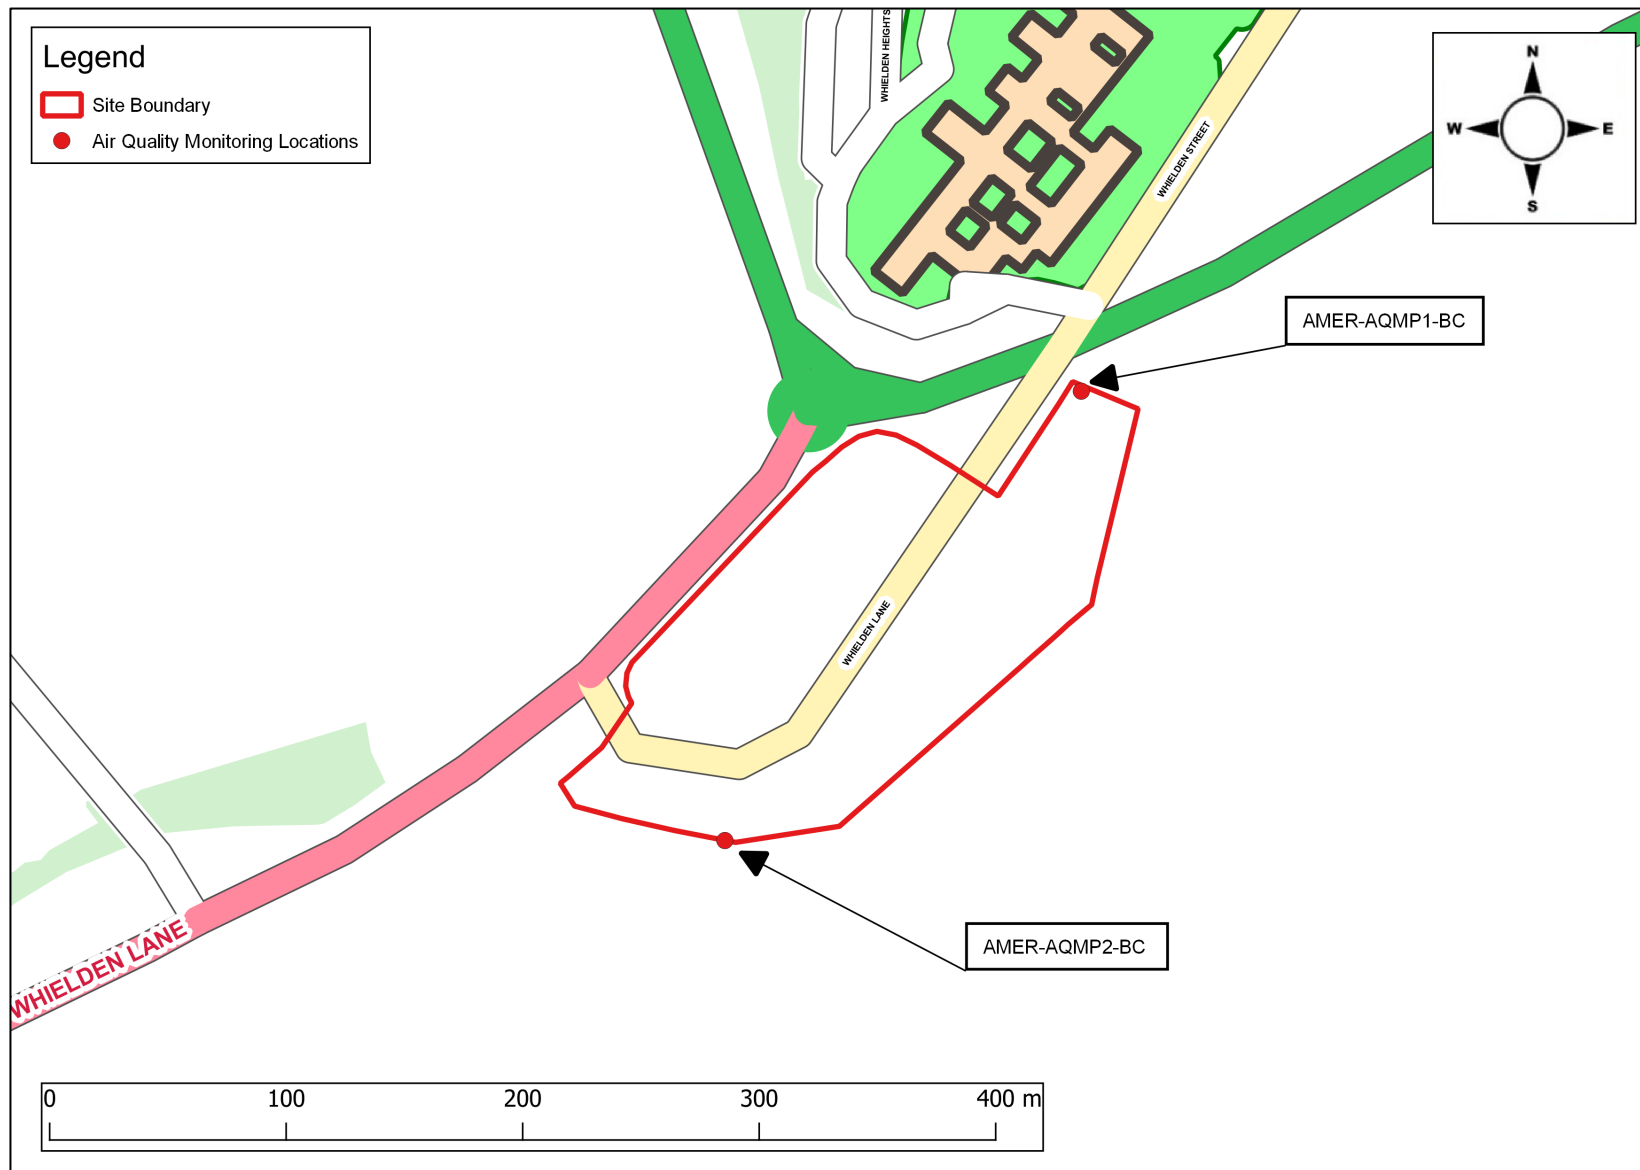 Legend
Site Boundary
Air Quality Monitoring Locations
WHIELDEN HEIGHTS
WHIELDEN STREET
N
W
E
S
AMER-AQMP1-BC
WHIELDEN LANE
AMER-AQMP2-BC
WHIELDEN LANE
0 100 200 300 400 m